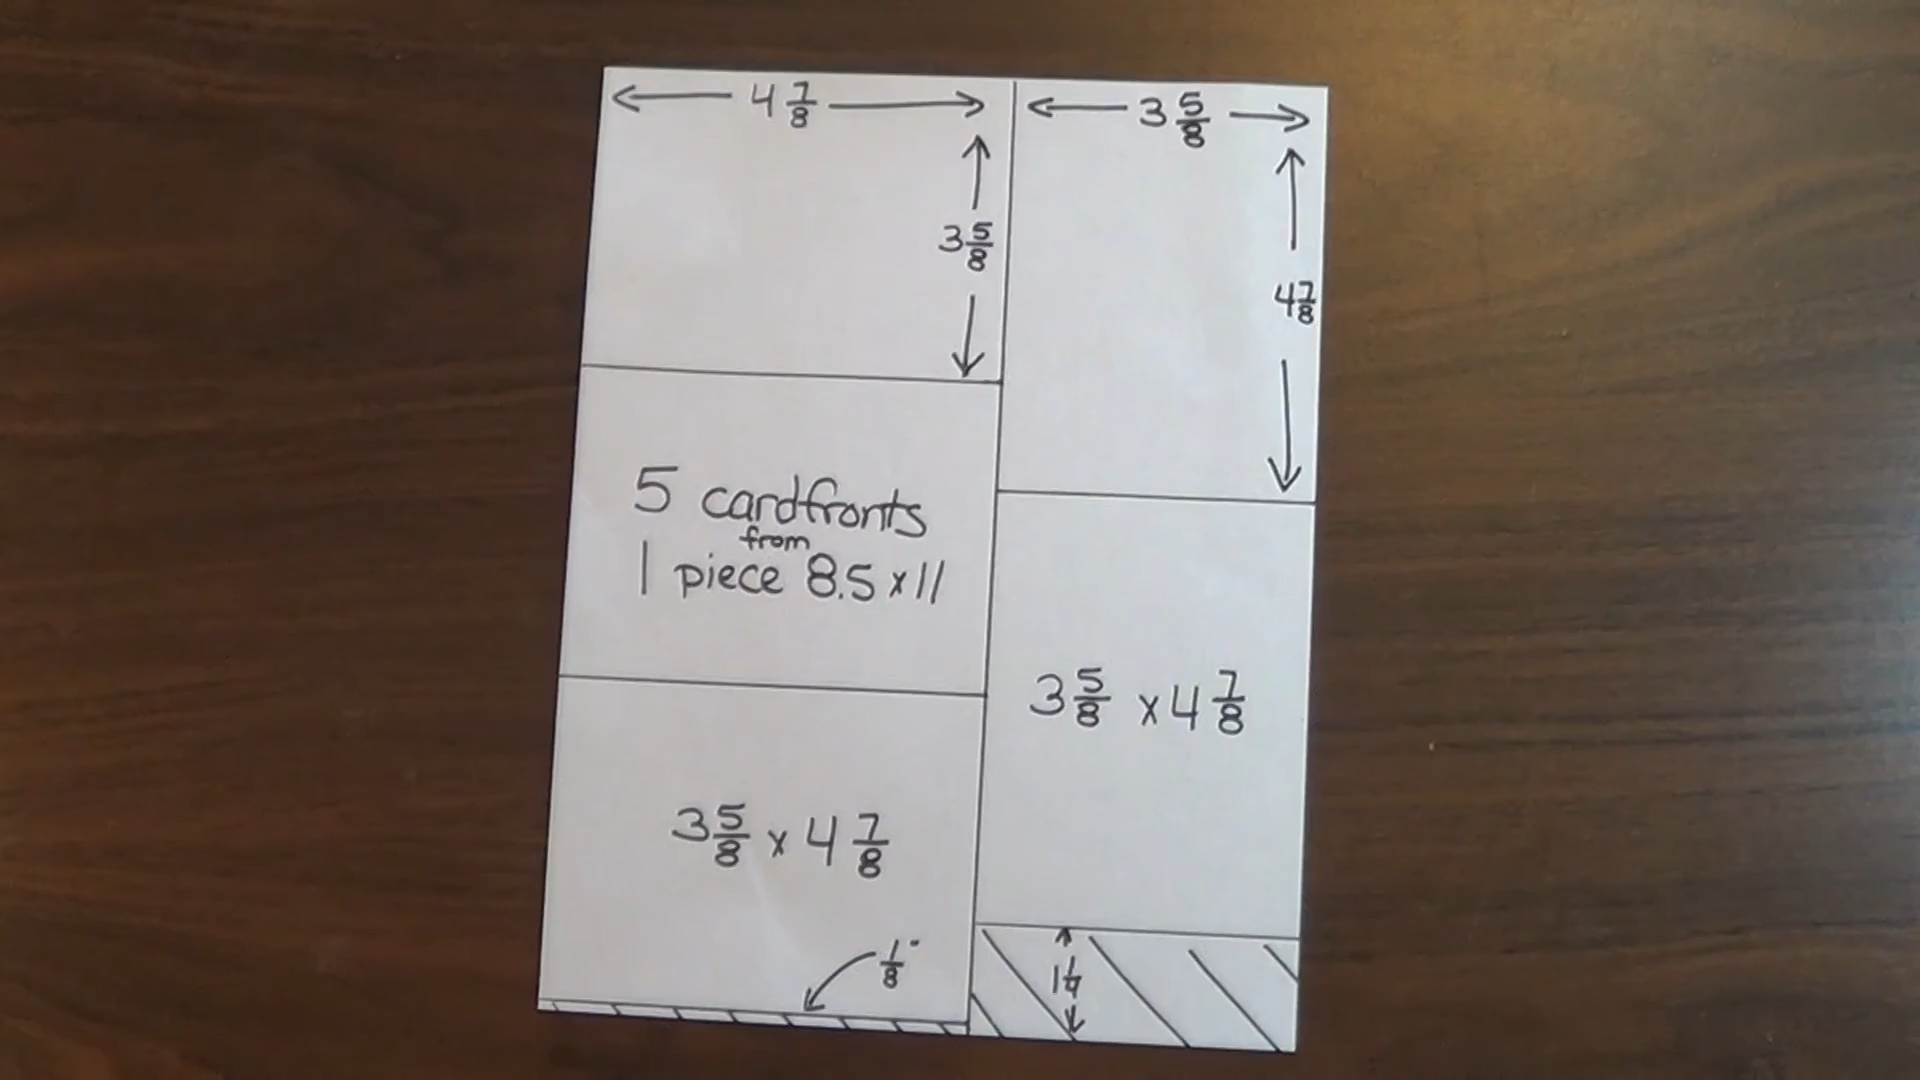 4 7/8
3 5/8
3 5/8
4 7/8
5 cardfronts
from
1 piece 8.5 x 11
3 5/8 x 4 7/8
3 5/8 x 4 7/8
1/8"
1 1/4